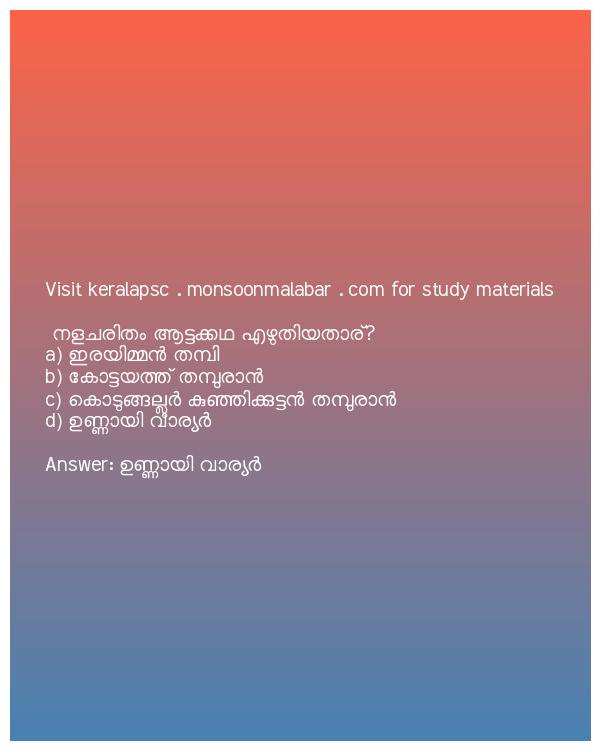 Visit keralapsc . monsoonmalabar . com for study materials
നളചരിതം ആട്ടക്കഥ എഴുതിയതാര്?
a) ഇരയിമ്മൻ തമ്പി
b) കോട്ടയത്ത് തമ്പുരാൻ
c) കൊടുങ്ങല്ലൂർ കുഞ്ഞിക്കുട്ടൻ തമ്പുരാൻ
d) ഉണ്ണായി വാര്യർ
Answer: ഉണ്ണായി വാര്യർ